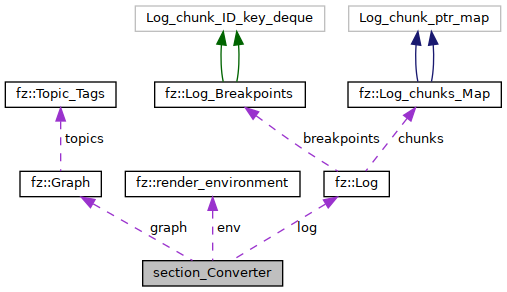 Log_chunk_ID_key_deque
Log_chunk_ptr_map
fz::Topic_Tags
fz::Log_Breakpoints
fz::Log_chunks_Map
topics
breakpoints
chunks
fz::Graph
fz::render_environment
fz::Log
graph
env
log
section_Converter